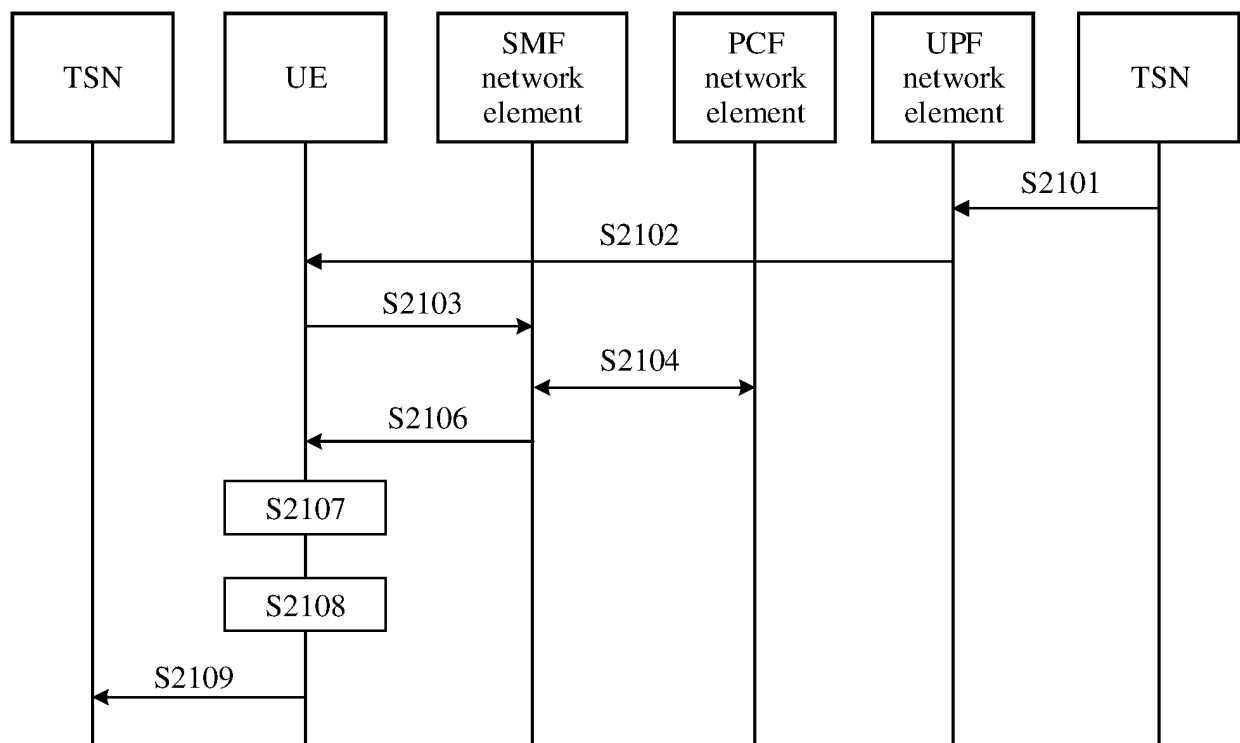 TSN
UE
SMF
network
element
PCF
network
element
UPF
network
element
TSN
S2101
S2102
S2103
S2104
S2106
S2107
S2108
S2109